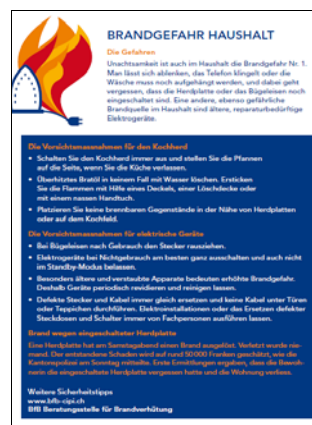 BRANDGEFAHR HAUSHALT
Die Gefahren
Unachtsamkeit ist auch im Haushalt die Brandgefahr Nr. 1.
Man lässt sich ablenken, das Telefon klingelt oder die
Wäsche muss noch aufgehängt werden, und dabei geht
vergessen, dass die Herdplatte oder das Bügeleisen noch
eingeschaltet sind. Eine andere, ebenso gefährliche
Brandquelle im Haushalt sind ältere, reparaturbedürftige
Elektrogeräte.
Die Vorsichtsmassnahmen für den Kochherd
• Schalten Sie den Kochherd immer aus und stellen Sie die Pfannen
auf die Seite, wenn Sie die Küche verlassen.
• Überhitztes Bratöl in keinem Fall mit Wasser löschen. Ersticken
Sie die Flammen mit Hilfe eines Deckels, einer Löschdecke oder
mit einem nassen Handtuch.
• Platzieren Sie keine brennbaren Gegenstände in der Nähe von Herdplatten
oder auf dem Kochfeld.
Die Vorsichtsmassnahmen für elektrische Geräte
• Bei Bügeleisen nach Gebrauch den Stecker rausziehen.
• Elektrogeräte bei Nichtgebrauch am besten ganz ausschalten und auch nicht
im Standby-Modus belassen.
• Besonders ältere und verstaubte Apparate bedeuten erhöhte Brandgefahr.
Deshalb Geräte periodisch revidieren und reinigen lassen.
• Defekte Stecker und Kabel immer gleich ersetzen und keine Kabel unter Türen
oder Teppichen durchführen. Elektroinstallationen oder das Ersetzen defekter
Steckdosen und Schalter immer von Fachpersonen ausführen lassen.
Brand wegen eingeschalteter Herdplatte
Eine Herdplatte hat am Samstagabend einen Brand ausgelöst. Verletzt wurde nie-
mand. Der entstandene Schaden wird auf rund 50 000 Franken geschätzt, wie die
Kantonspolizei am Sonntag mitteilte. Erste Ermittlungen ergaben, dass die Bewoh-
nerin die eingeschaltete Herdplatte vergessen hatte und die Wohnung verliess.
Weitere Sicherheitstipps
www.bfb-cipi.ch
BfB Beratungsstelle für Brandverhütung